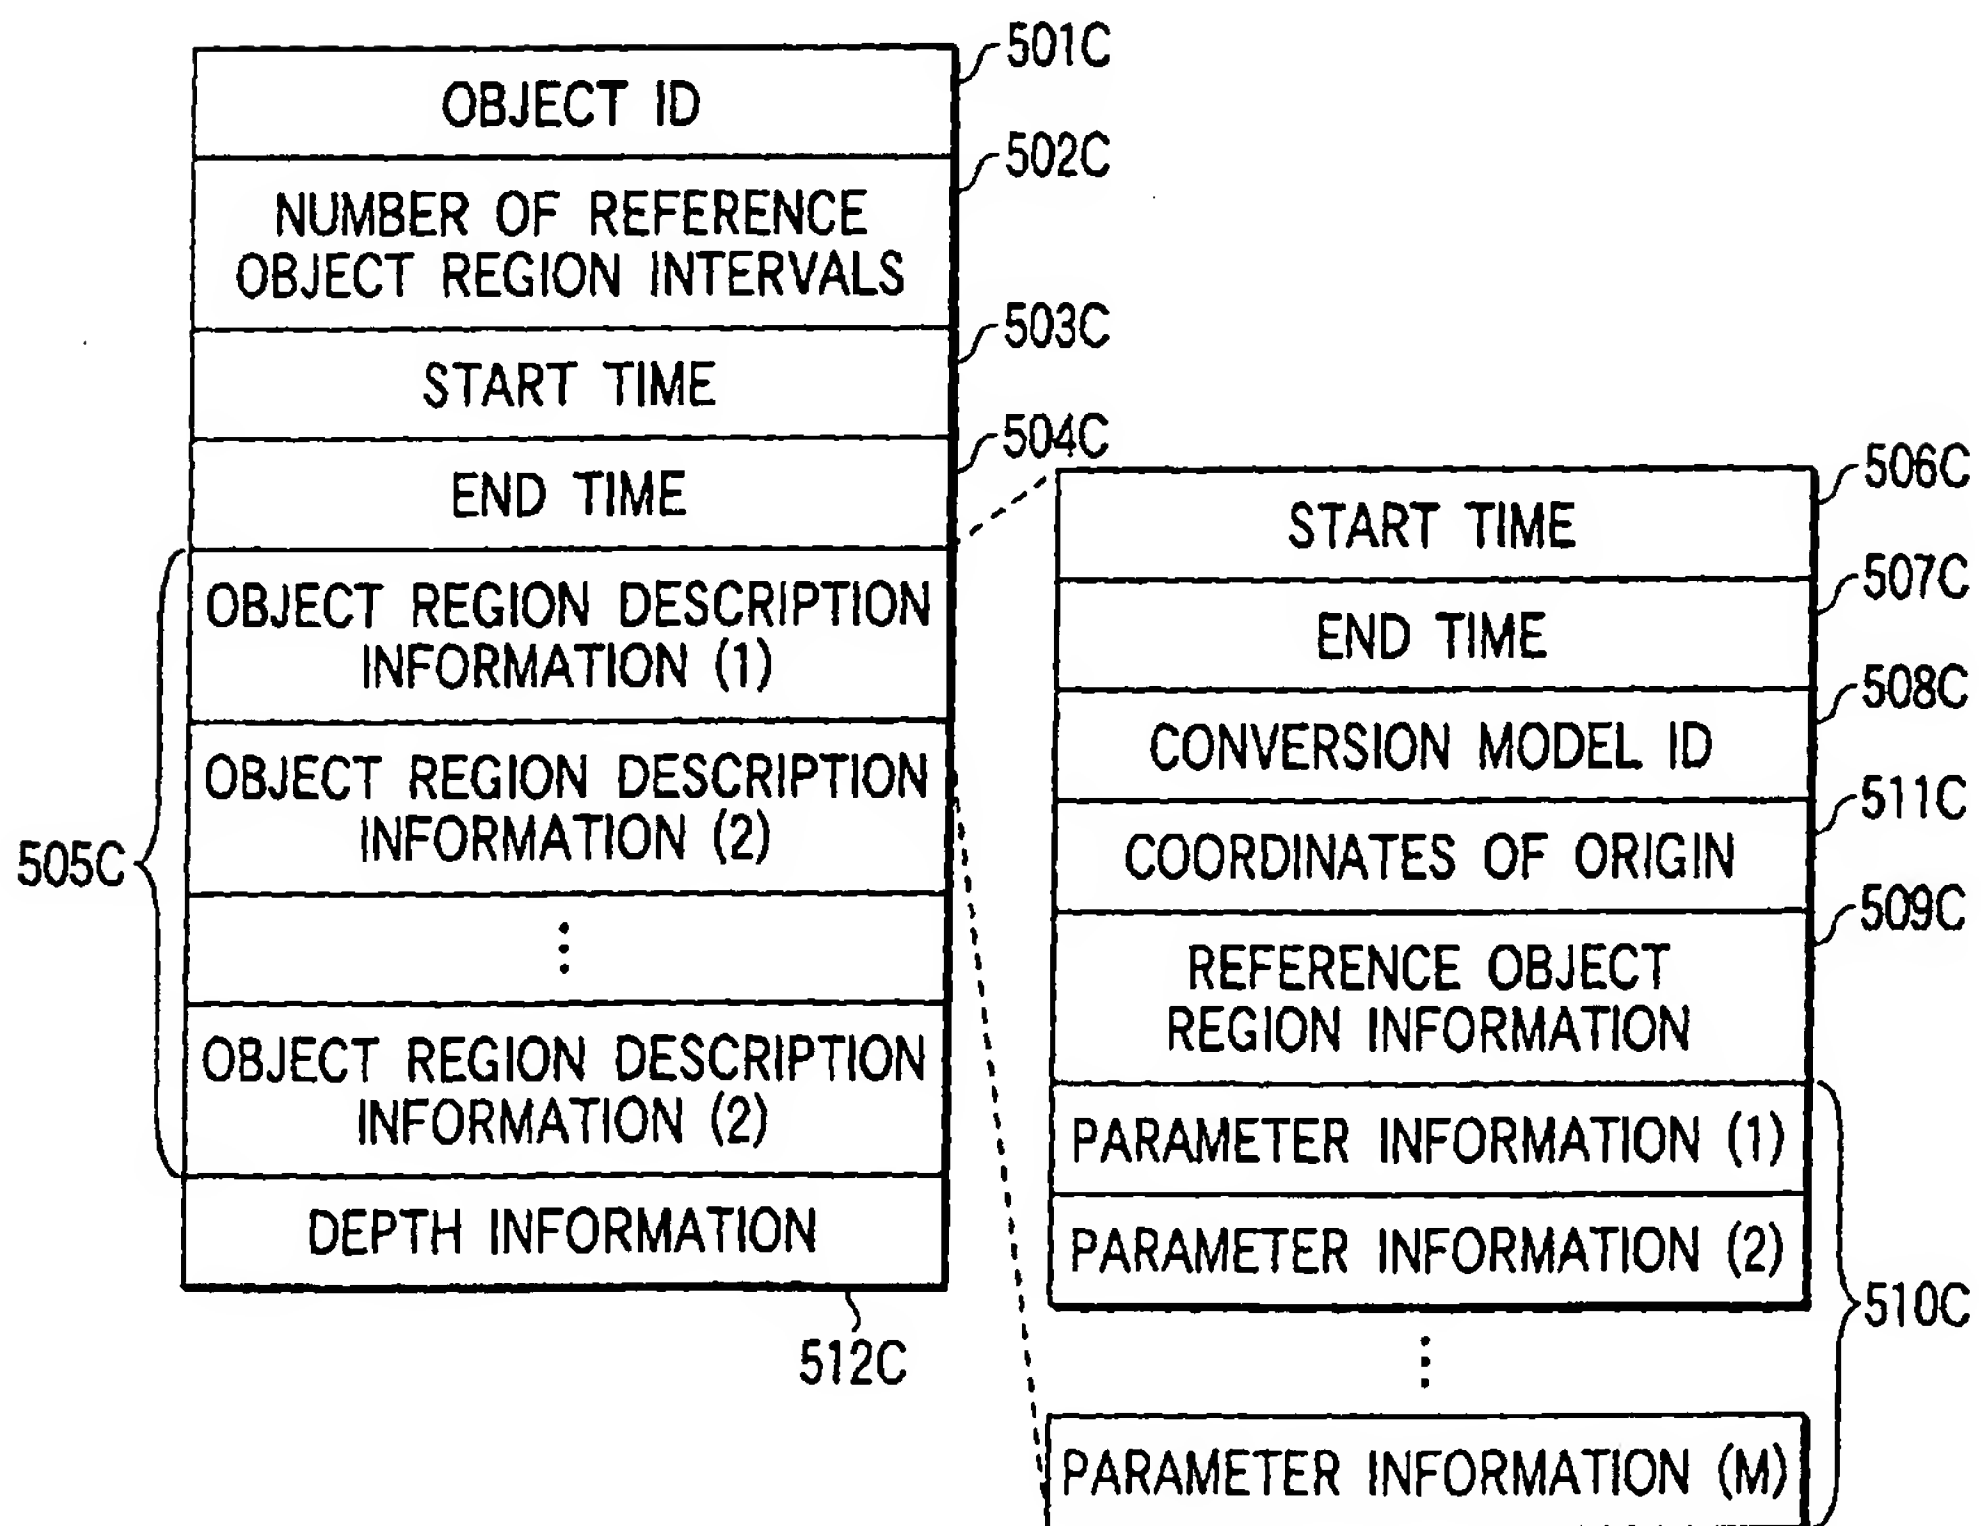 501C
OBJECT ID
502C
NUMBER OF REFERENCE
OBJECT REGION INTERVALS
503C
START TIME
504C
END TIME
505C
OBJECT REGION DESCRIPTION
INFORMATION (1)
OBJECT REGION DESCRIPTION
INFORMATION (2)
⋮
OBJECT REGION DESCRIPTION
INFORMATION (2)
DEPTH INFORMATION
512C
506C
START TIME
507C
END TIME
508C
CONVERSION MODEL ID
511C
COORDINATES OF ORIGIN
509C
REFERENCE OBJECT
REGION INFORMATION
PARAMETER INFORMATION (1)
PARAMETER INFORMATION (2)
510C
⋮
PARAMETER INFORMATION (M)